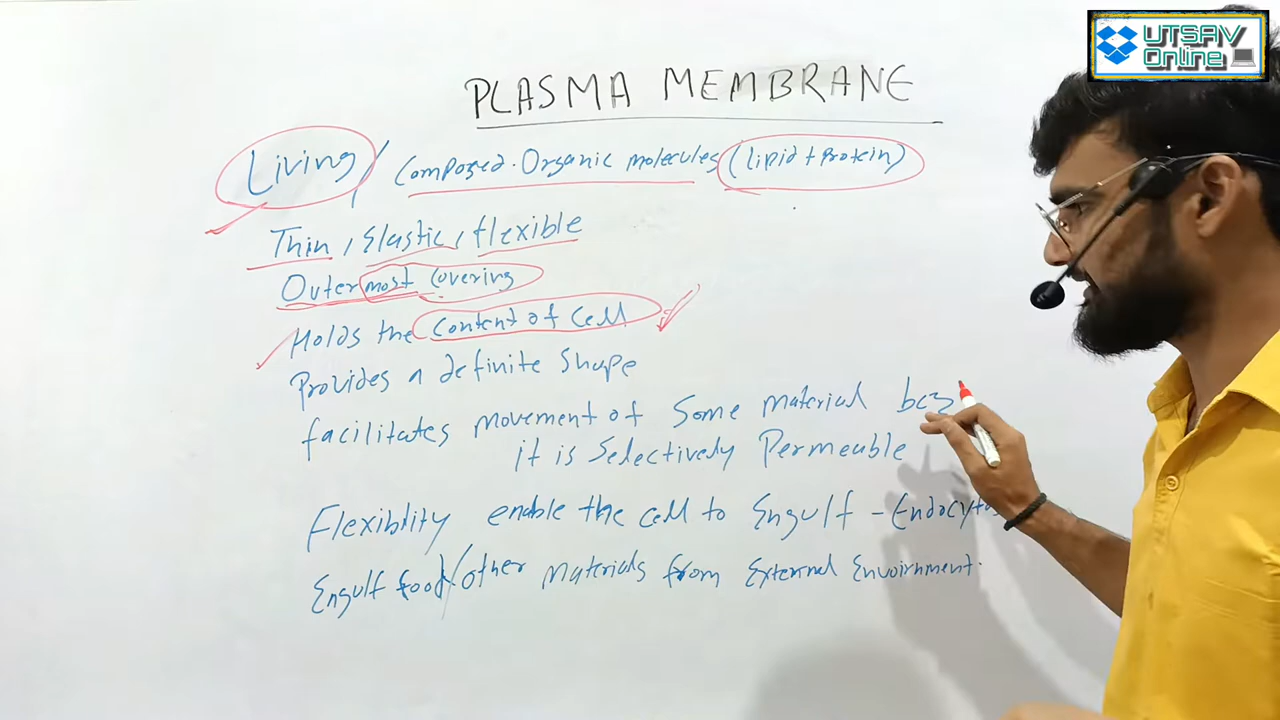 UTSAV
Online
PLASMA MEMBRANE
Living / Composed. Organic molecules (lipid + Protein)
Thin, Elastic, flexible
Outermost Covering
Holds the Content of Cell
Provides a definite Shape
facilitates movement of Some material bcz
it is Selectively Permeable
Flexiblity enable the cell to Engulf -
Engulf food/other Materials from External Envoirnment.